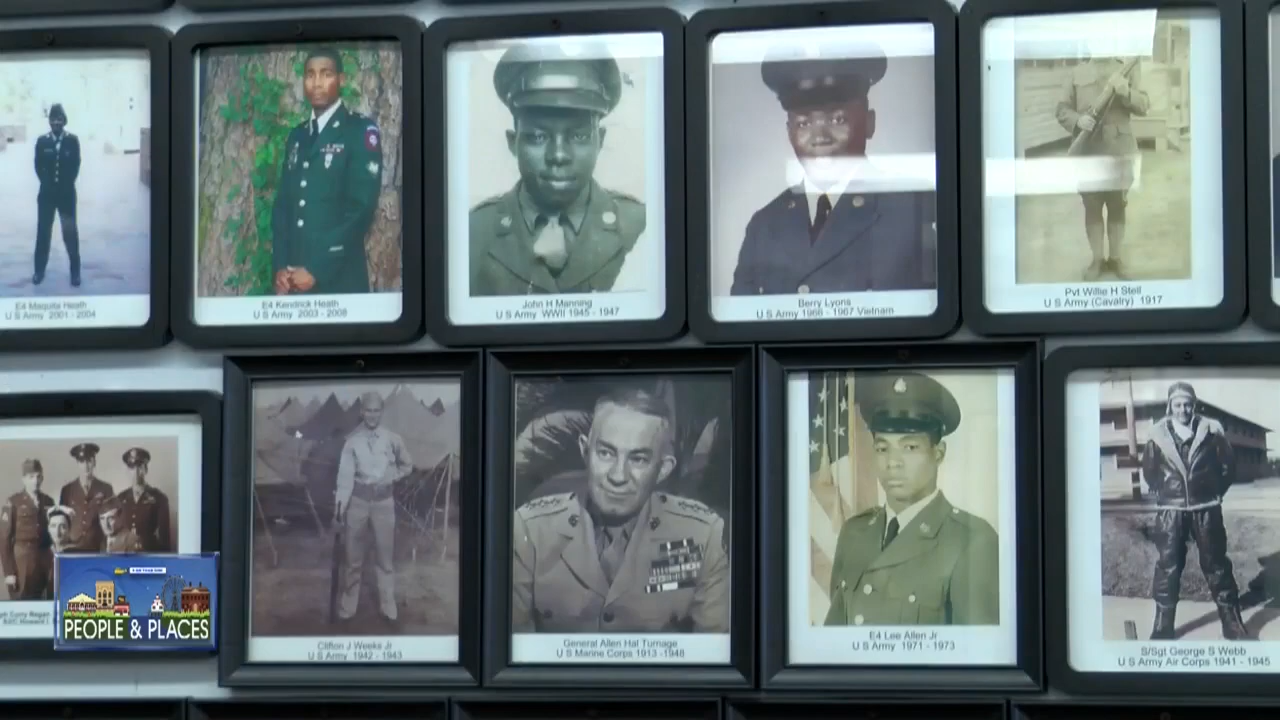 E4 Maquita Heath
U S Army 2001 - 2004
E4 Kendrick Heath
U S Army 2003 - 2008
John H Manning
U S Army WWII 1945 - 1947
Berry Lyons
U S Army 1966 - 1967 Vietnam
Pvt Willie H Stell
U S Army (Cavalry) 1917
Curry Regan
PEOPLE & PLACES
Clifton J Weeks Jr
U S Army 1942 - 1943
General Allen Hal Turnage
U S Marine Corps 1913 -1948
E4 Lee Allen Jr
U S Army 1971 - 1973
S/Sgt George S Webb
U S Army Air Corps 1941 - 1945